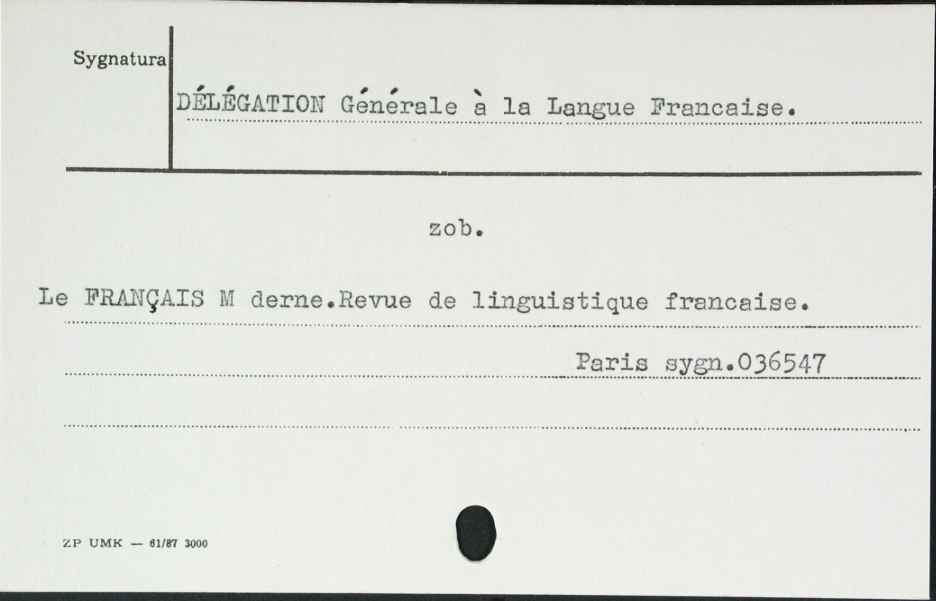 Sygnatura
DÉLÉGATION Générale à la Langue Francaise.
zob.
Le FRANÇAIS M derne.Revue de linguistique francaise.
Paris sygn.036547
ZP UMK — 61/87 3000